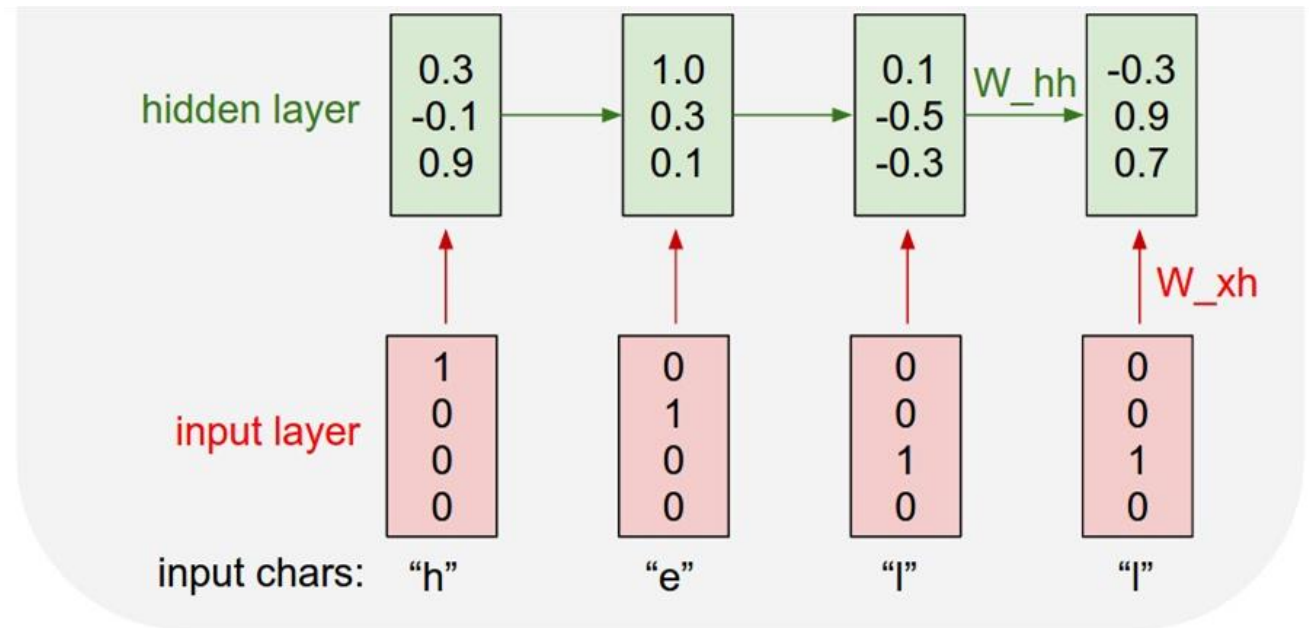 0.3 1.0 0.1 W_hh -0.3
hidden layer -0.1 0.3 -0.5 0.9
0.9 0.1 -0.3 0.7
W_xh
1 0 0 0
0 1 0 0
input layer
0 0 1 1
0 0 0 0
input chars: “h” “e” “l” “l”